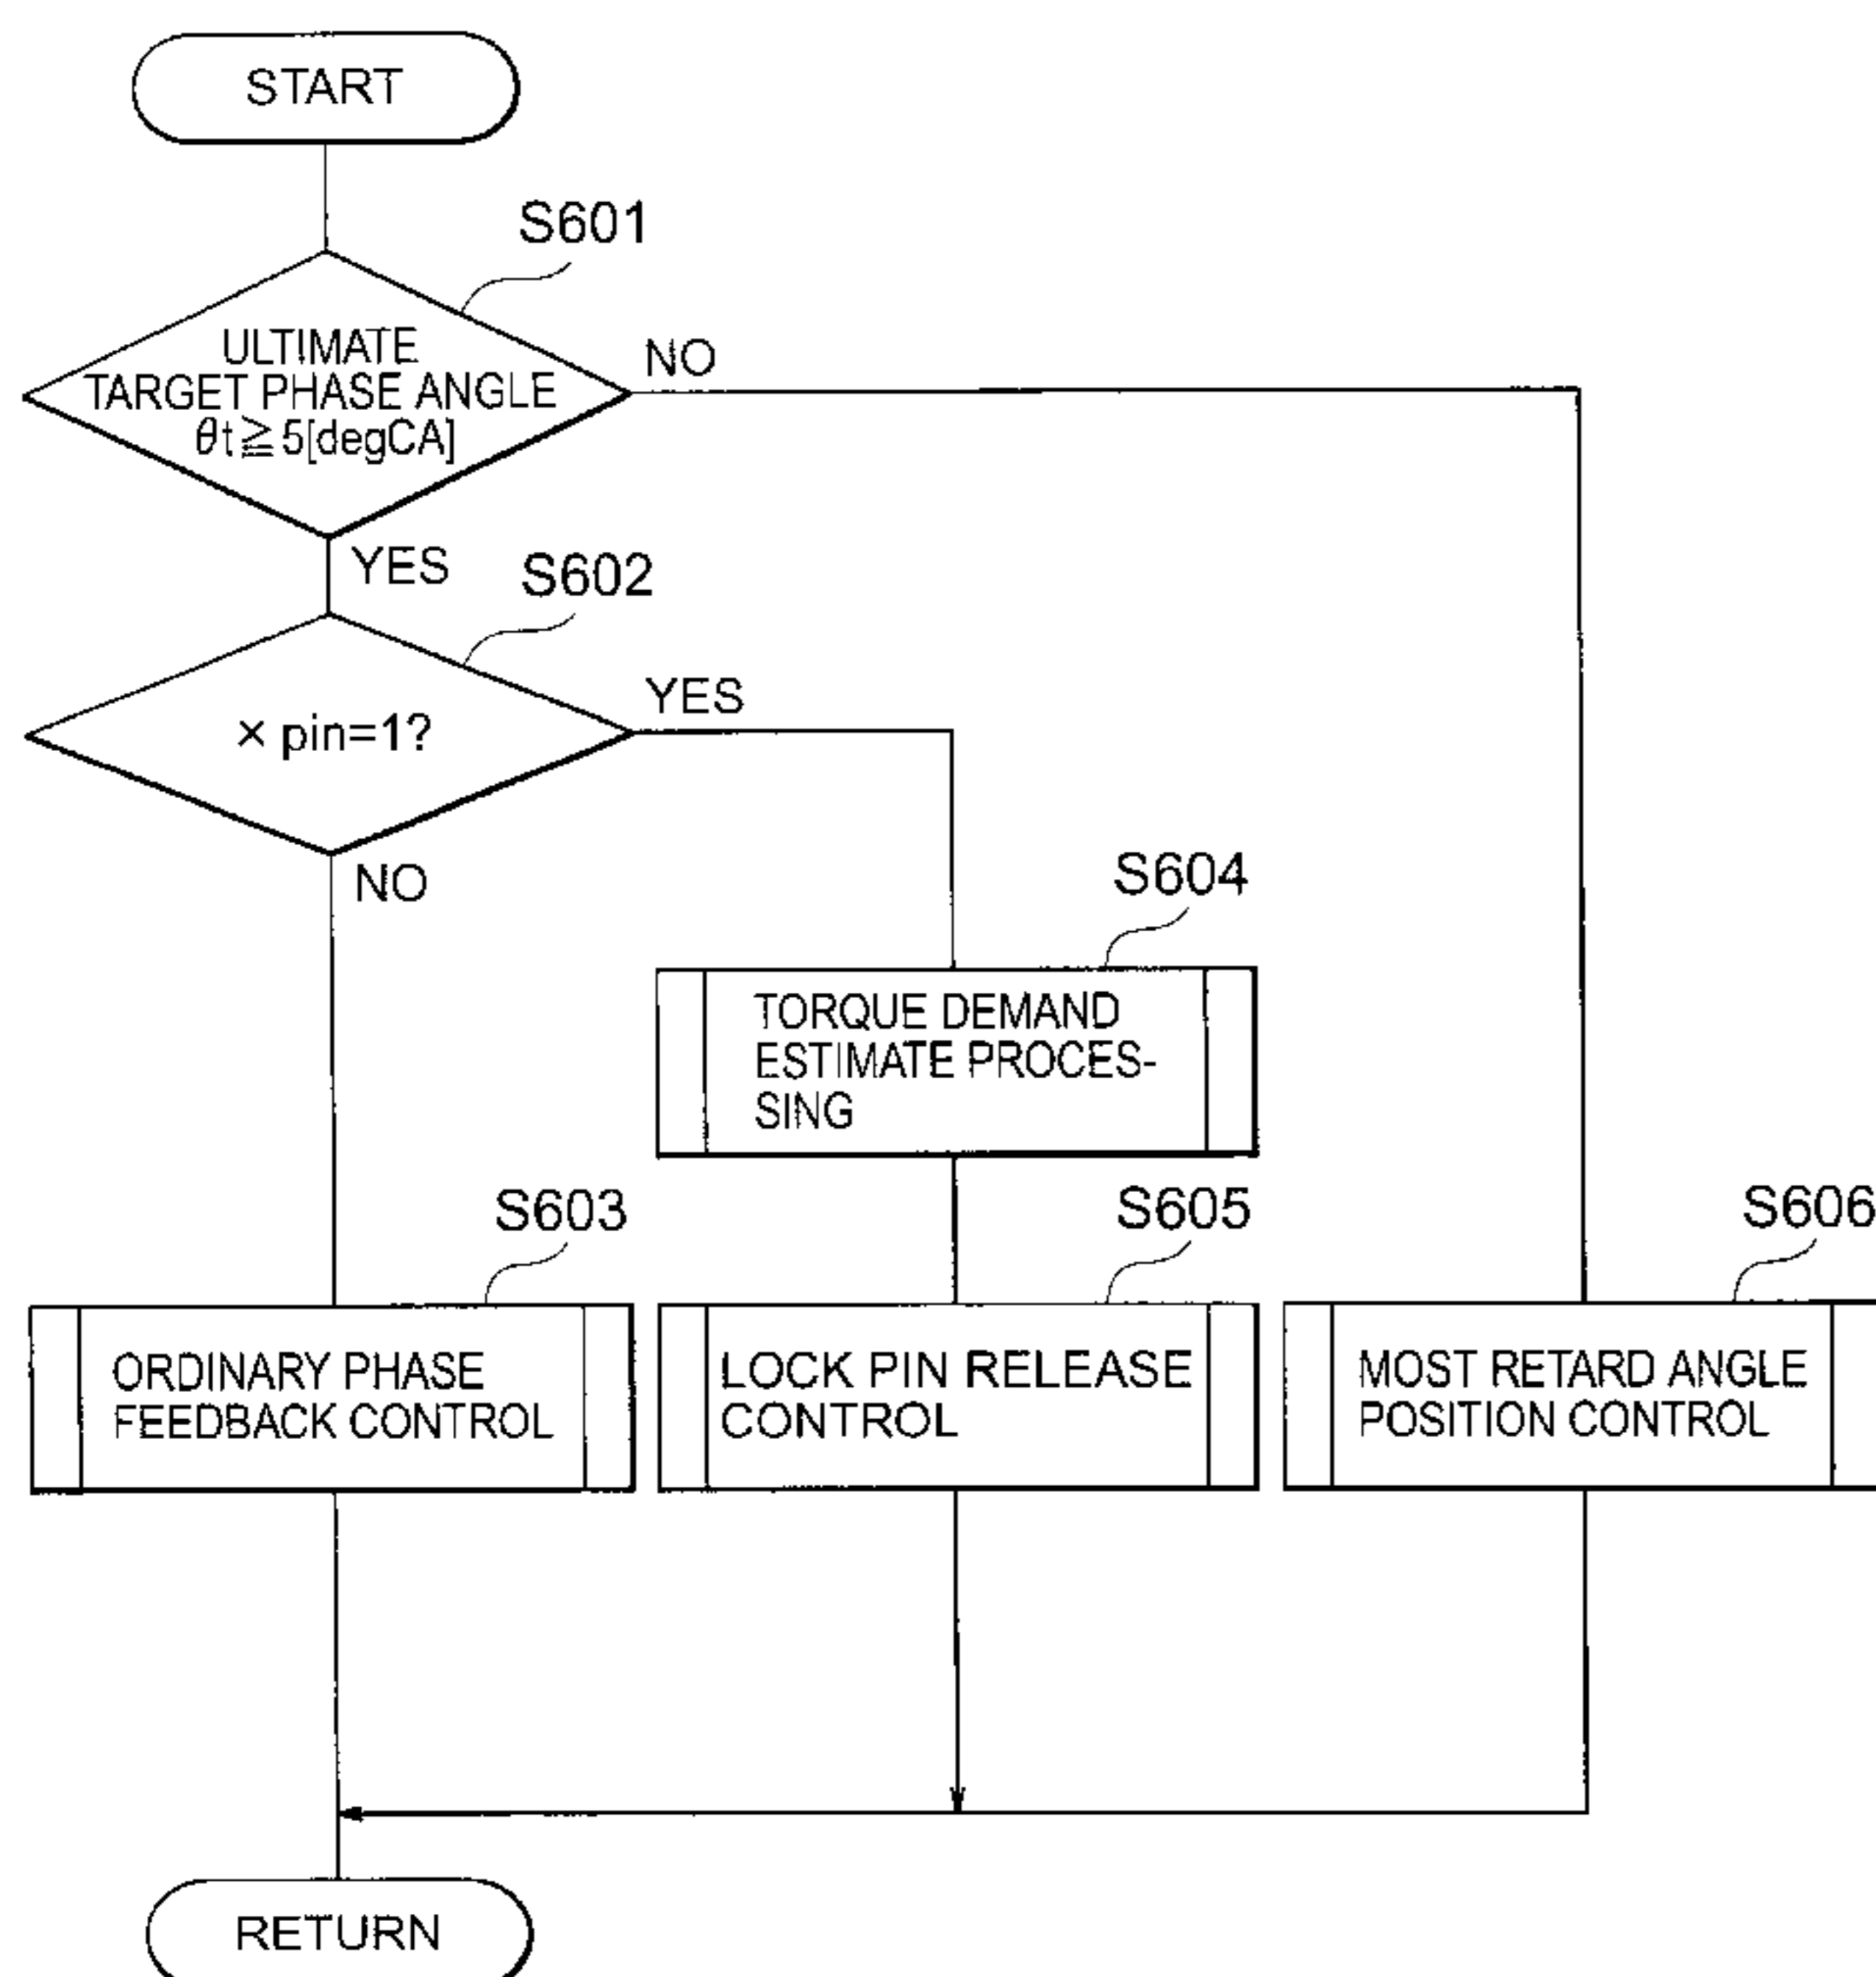 START
S601
ULTIMATE
TARGET PHASE ANGLE
θt≧5[degCA]
NO
YES
S602
× pin=1?
YES
NO
S604
TORQUE DEMAND
ESTIMATE PROCES-
SING
S603
ORDINARY PHASE
FEEDBACK CONTROL
S605
LOCK PIN RELEASE
CONTROL
S606
MOST RETARD ANGLE
POSITION CONTROL
RETURN